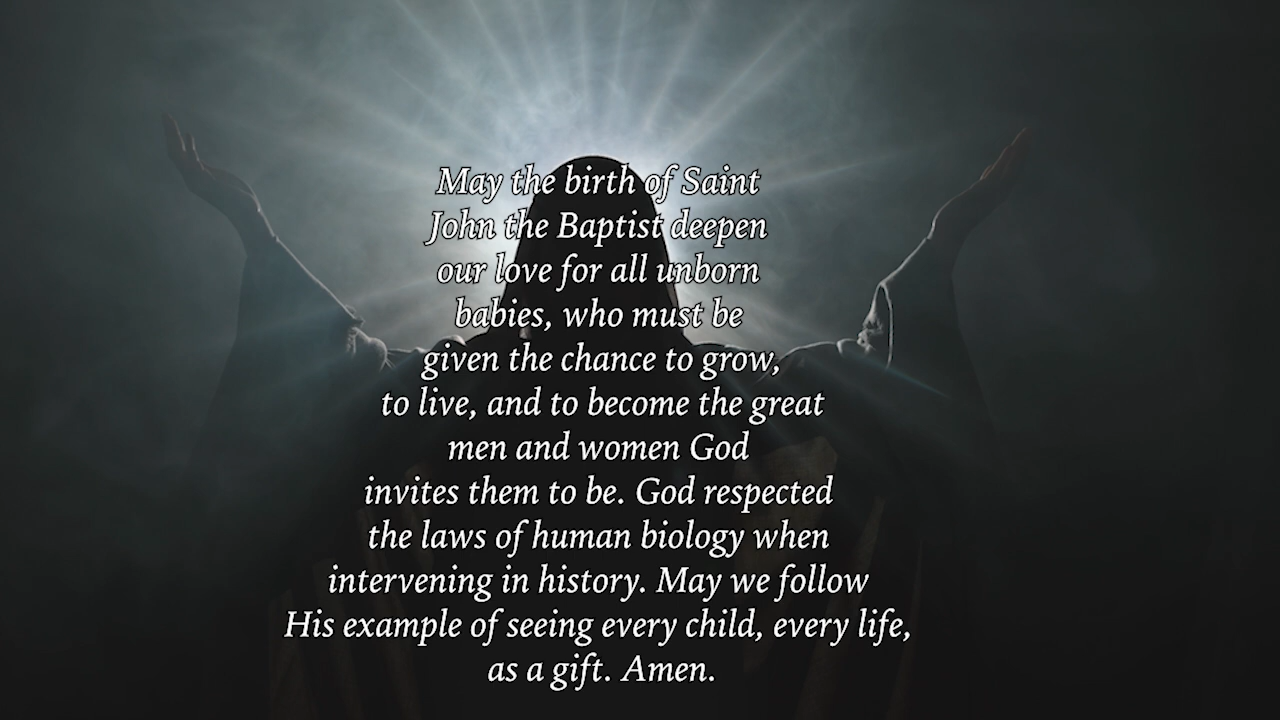 May the birth of Saint
John the Baptist deepen
our love for all unborn
babies, who must be
given the chance to grow,
to live, and to become the great
men and women God
invites them to be. God respected
the laws of human biology when
intervening in history. May we follow
His example of seeing every child, every life,
as a gift. Amen.